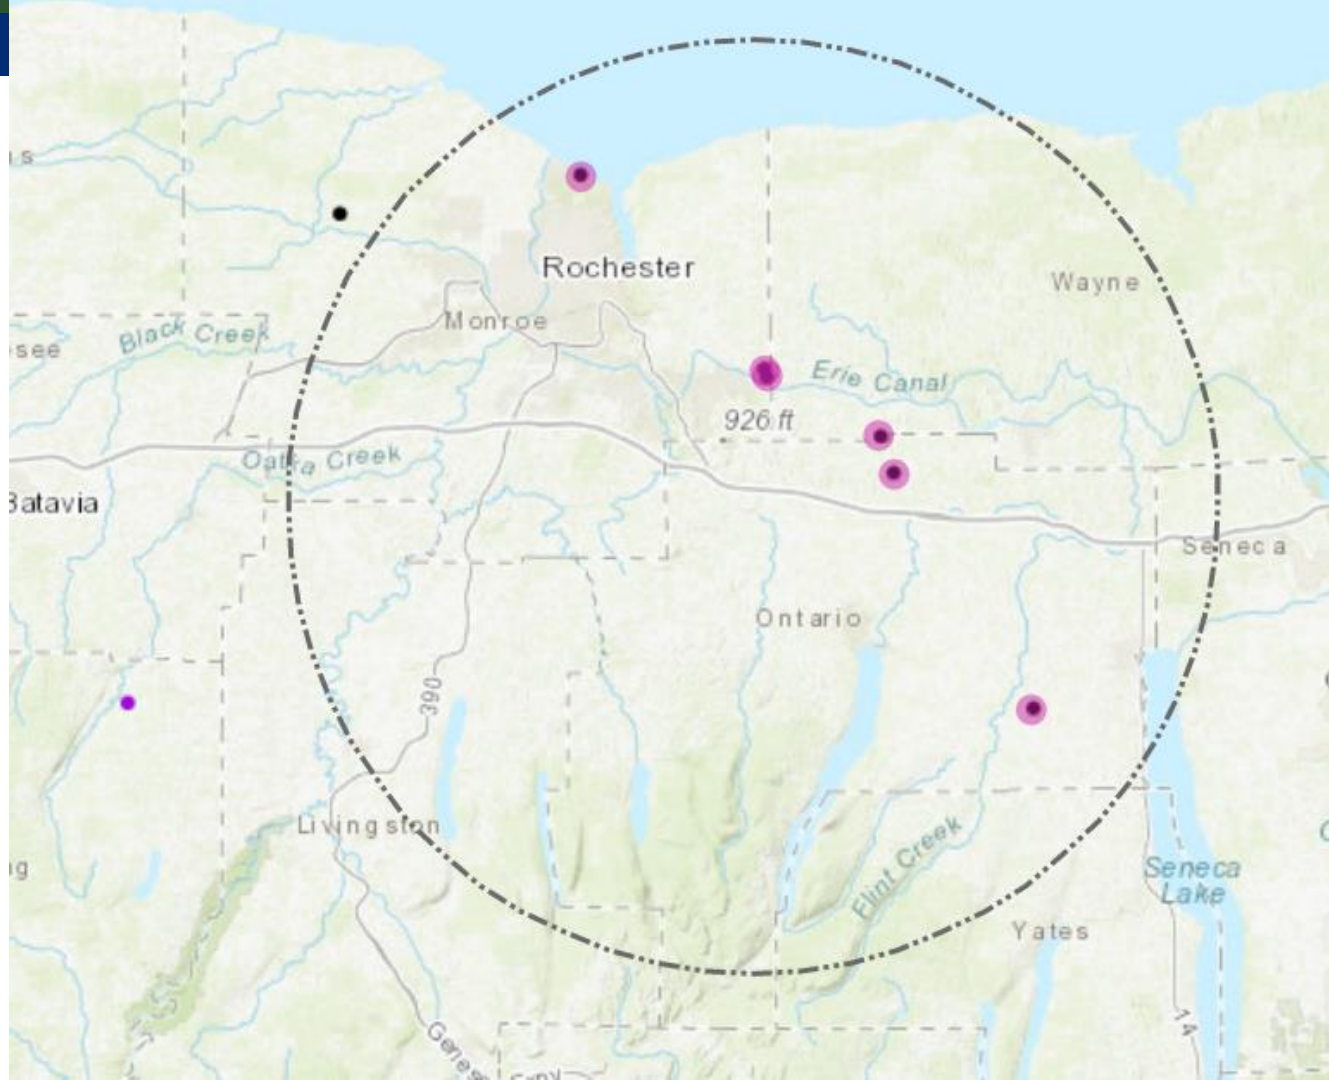 s
Rochester
Wayne
Monroe
Black Creek
see
Erie Canal
926 ft
Oatka Creek
Batavia
Seneca
Ontario
390
Livingston
Flint Creek
Seneca
Lake
Yates
14